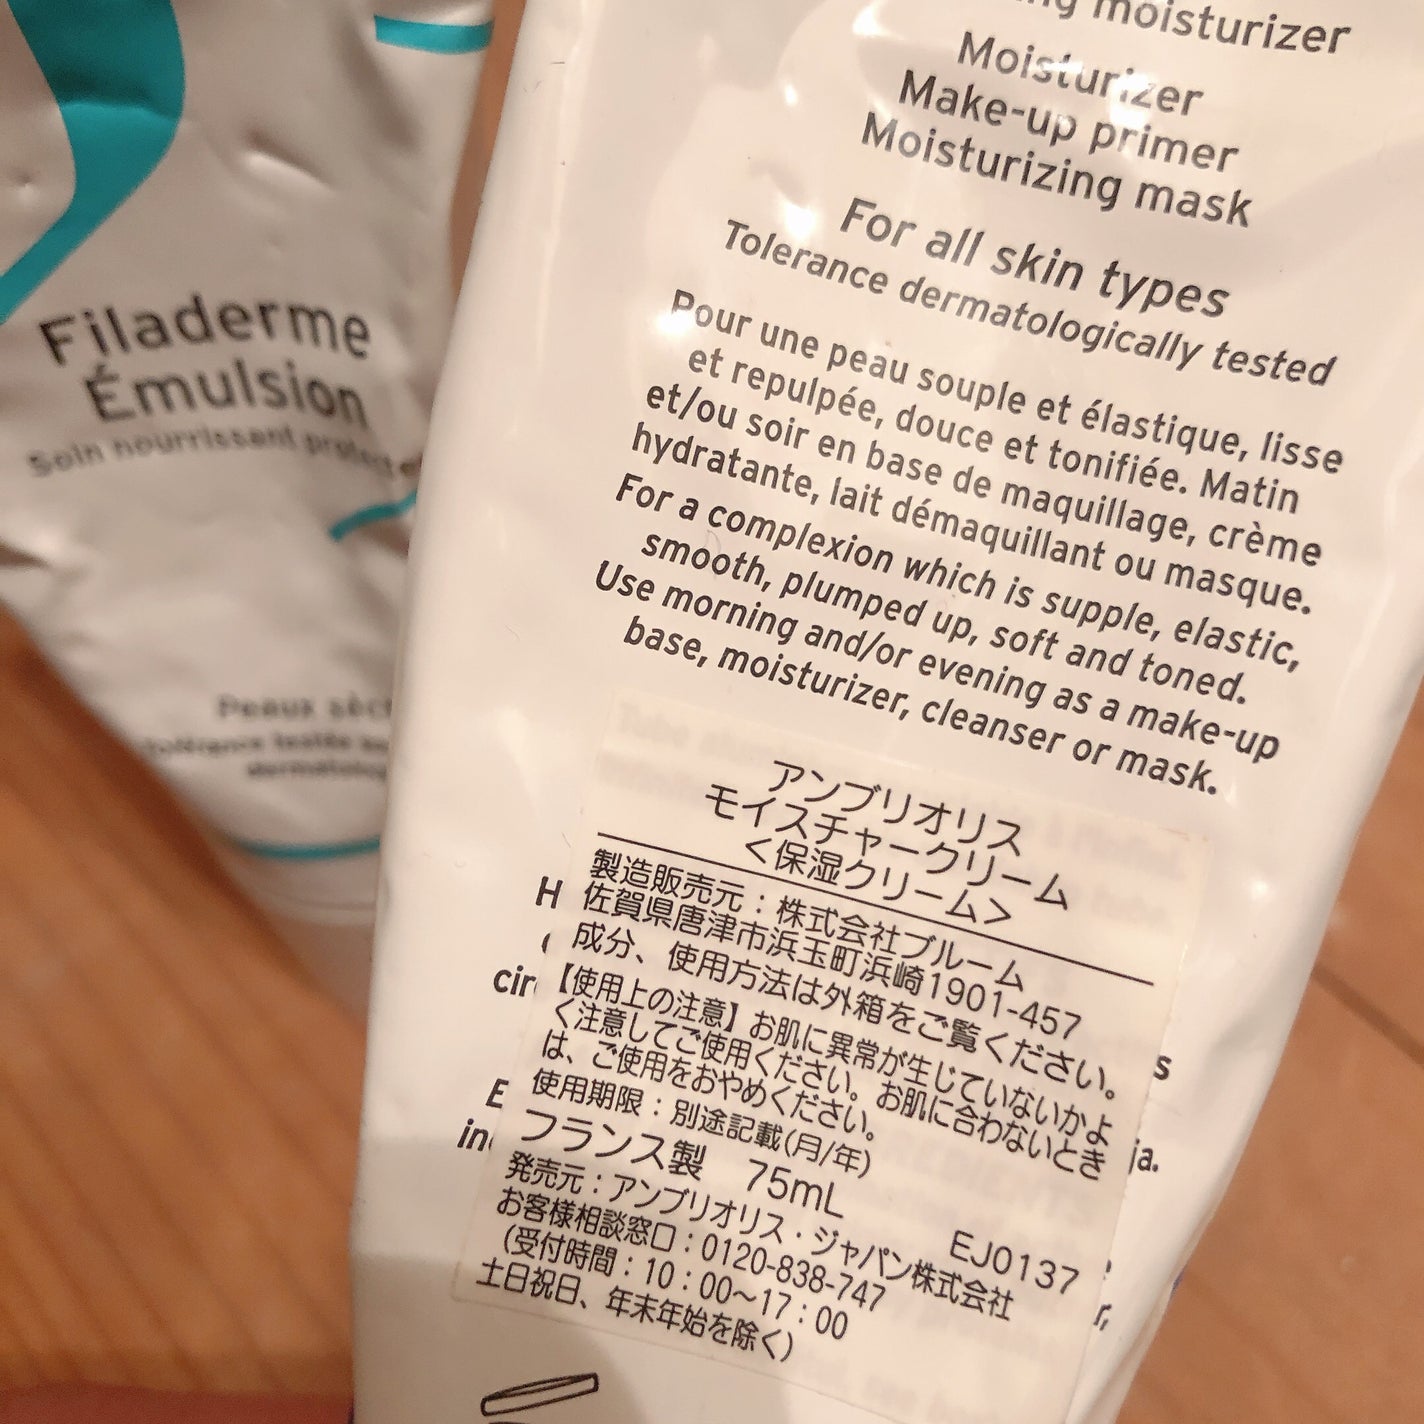 Filaderme
Émulsion
Soin nourrissant
Peaux
moisturizer
Moisturizer
Make-up primer
Moisturizing mask
For all skin types
Tolerance dermatologically tested
Pour une peau souple et élastique, lisse
et repulpée, douce et tonifiée. Matin
et/ou soir en base de maquillage, crème
hydratante, lait démaquillant ou masque.
For a complexion which is supple, elastic,
smooth, plumped up, soft and toned.
Use morning and/or evening as a make-up
base, moisturizer, cleanser or mask.
アンブリオリス
モイスチャークリーム
<保湿クリーム>
製造販売元：株式会社ブルーム
佐賀県唐津市浜玉町浜崎1901-457
成分、使用方法は外箱をご覧ください。
【使用上の注意】お肌に異常が生じていないかよ
く注意してご使用ください。お肌に合わないとき
は、ご使用をおやめください。
使用期限：別途記載(月/年)
フランス製 75mL EJ0137
発売元：アンブリオリス・ジャパン株式会社
お客様相談窓口：0120-838-747
(受付時間：10：00～17：00
土日祝日、年末年始を除く)